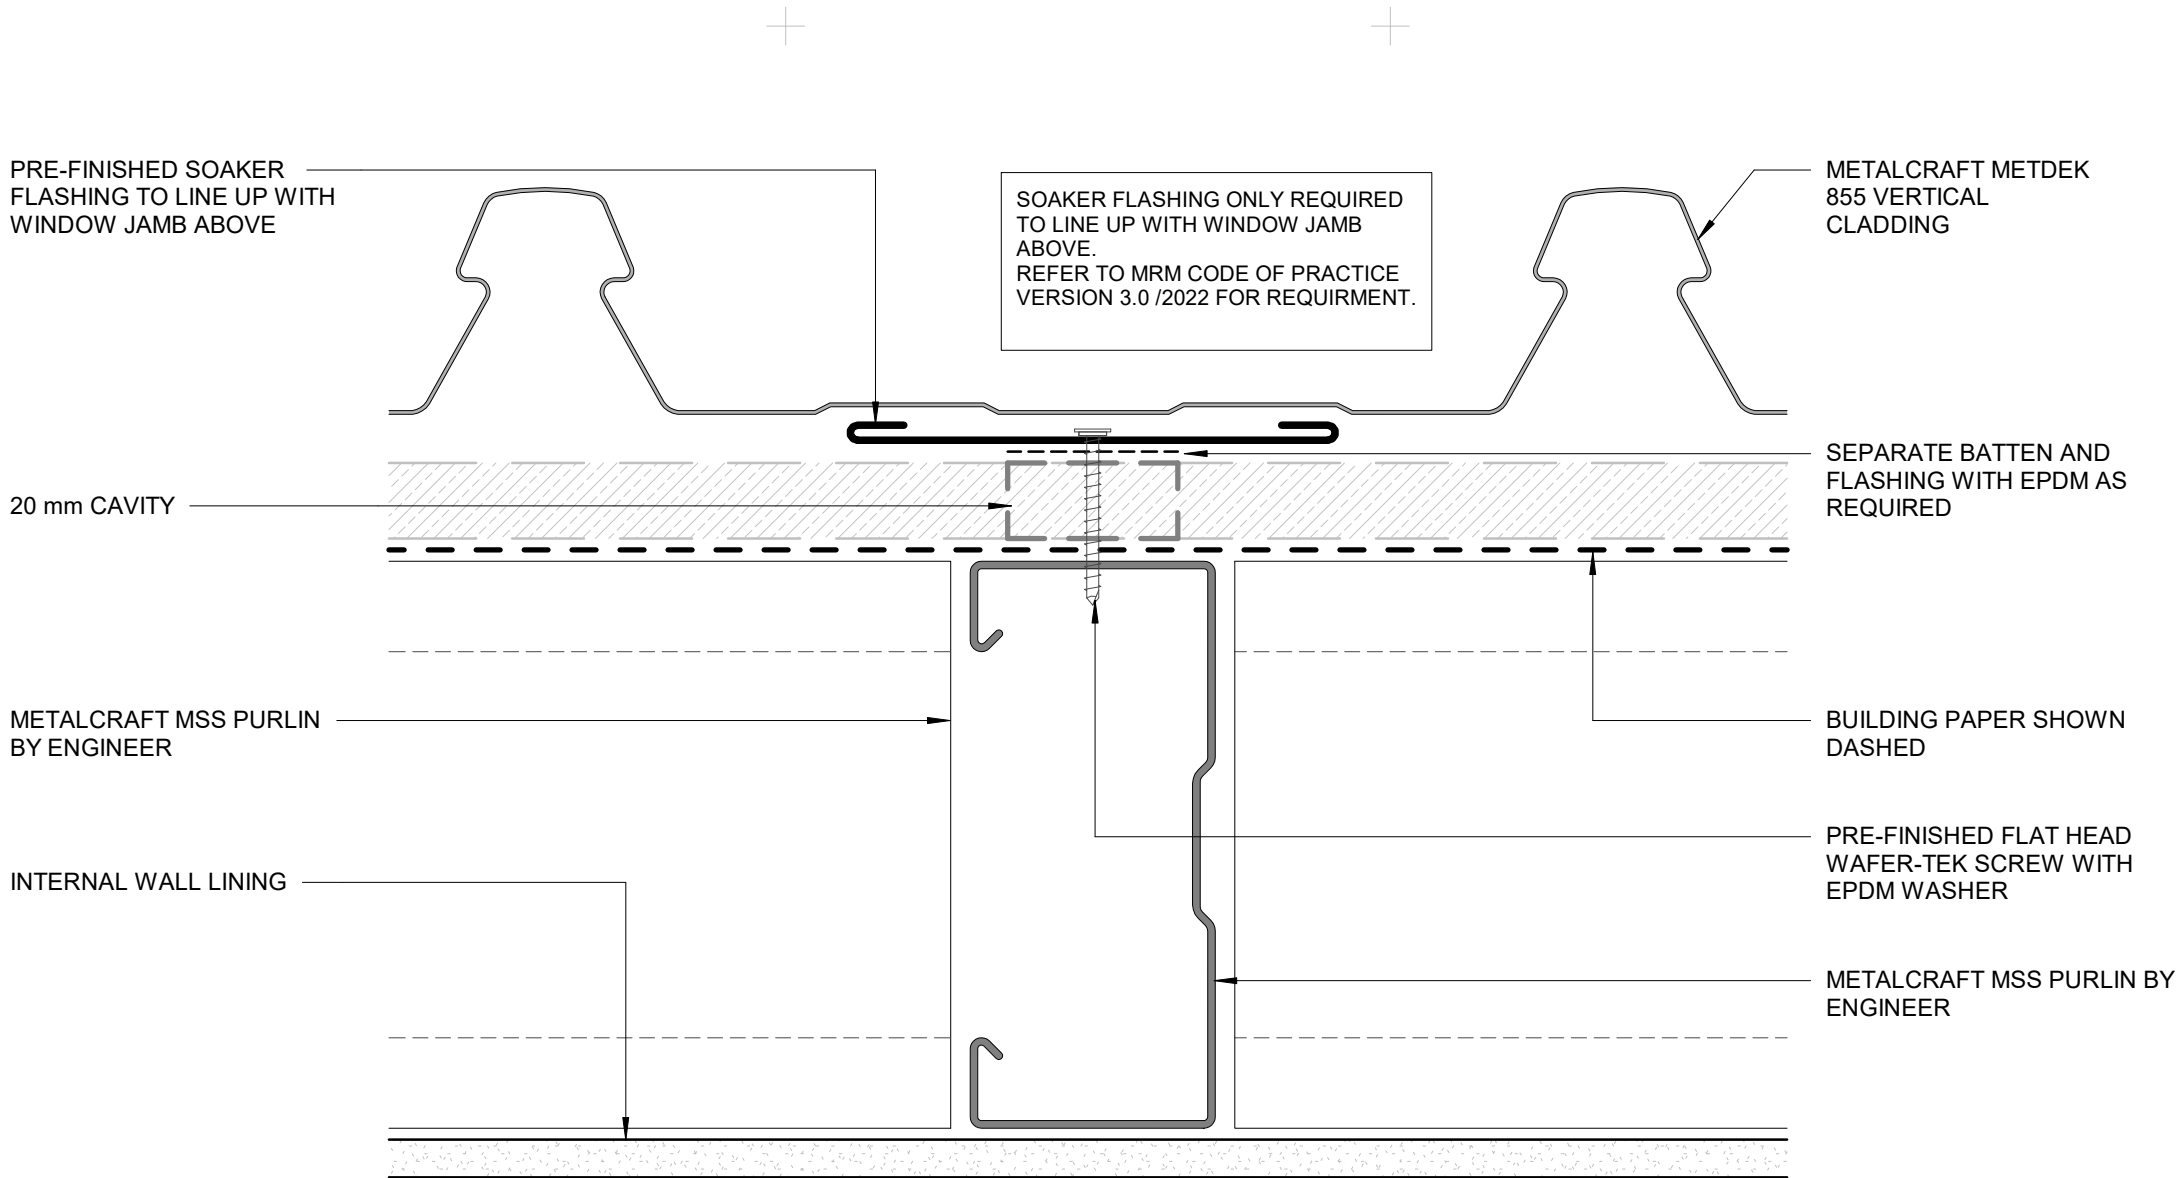 PRE-FINISHED SOAKER
FLASHING TO LINE UP WITH
WINDOW JAMB ABOVE
SOAKER FLASHING ONLY REQUIRED
TO LINE UP WITH WINDOW JAMB
ABOVE.
REFER TO MRM CODE OF PRACTICE
VERSION 3.0 /2022 FOR REQUIRMENT.
METALCRAFT METDEK
855 VERTICAL
CLADDING
20 mm CAVITY
SEPARATE BATTEN AND
FLASHING WITH EPDM AS
REQUIRED
METALCRAFT MSS PURLIN
BY ENGINEER
BUILDING PAPER SHOWN
DASHED
INTERNAL WALL LINING
PRE-FINISHED FLAT HEAD
WAFER-TEK SCREW WITH
EPDM WASHER
METALCRAFT MSS PURLIN BY
ENGINEER